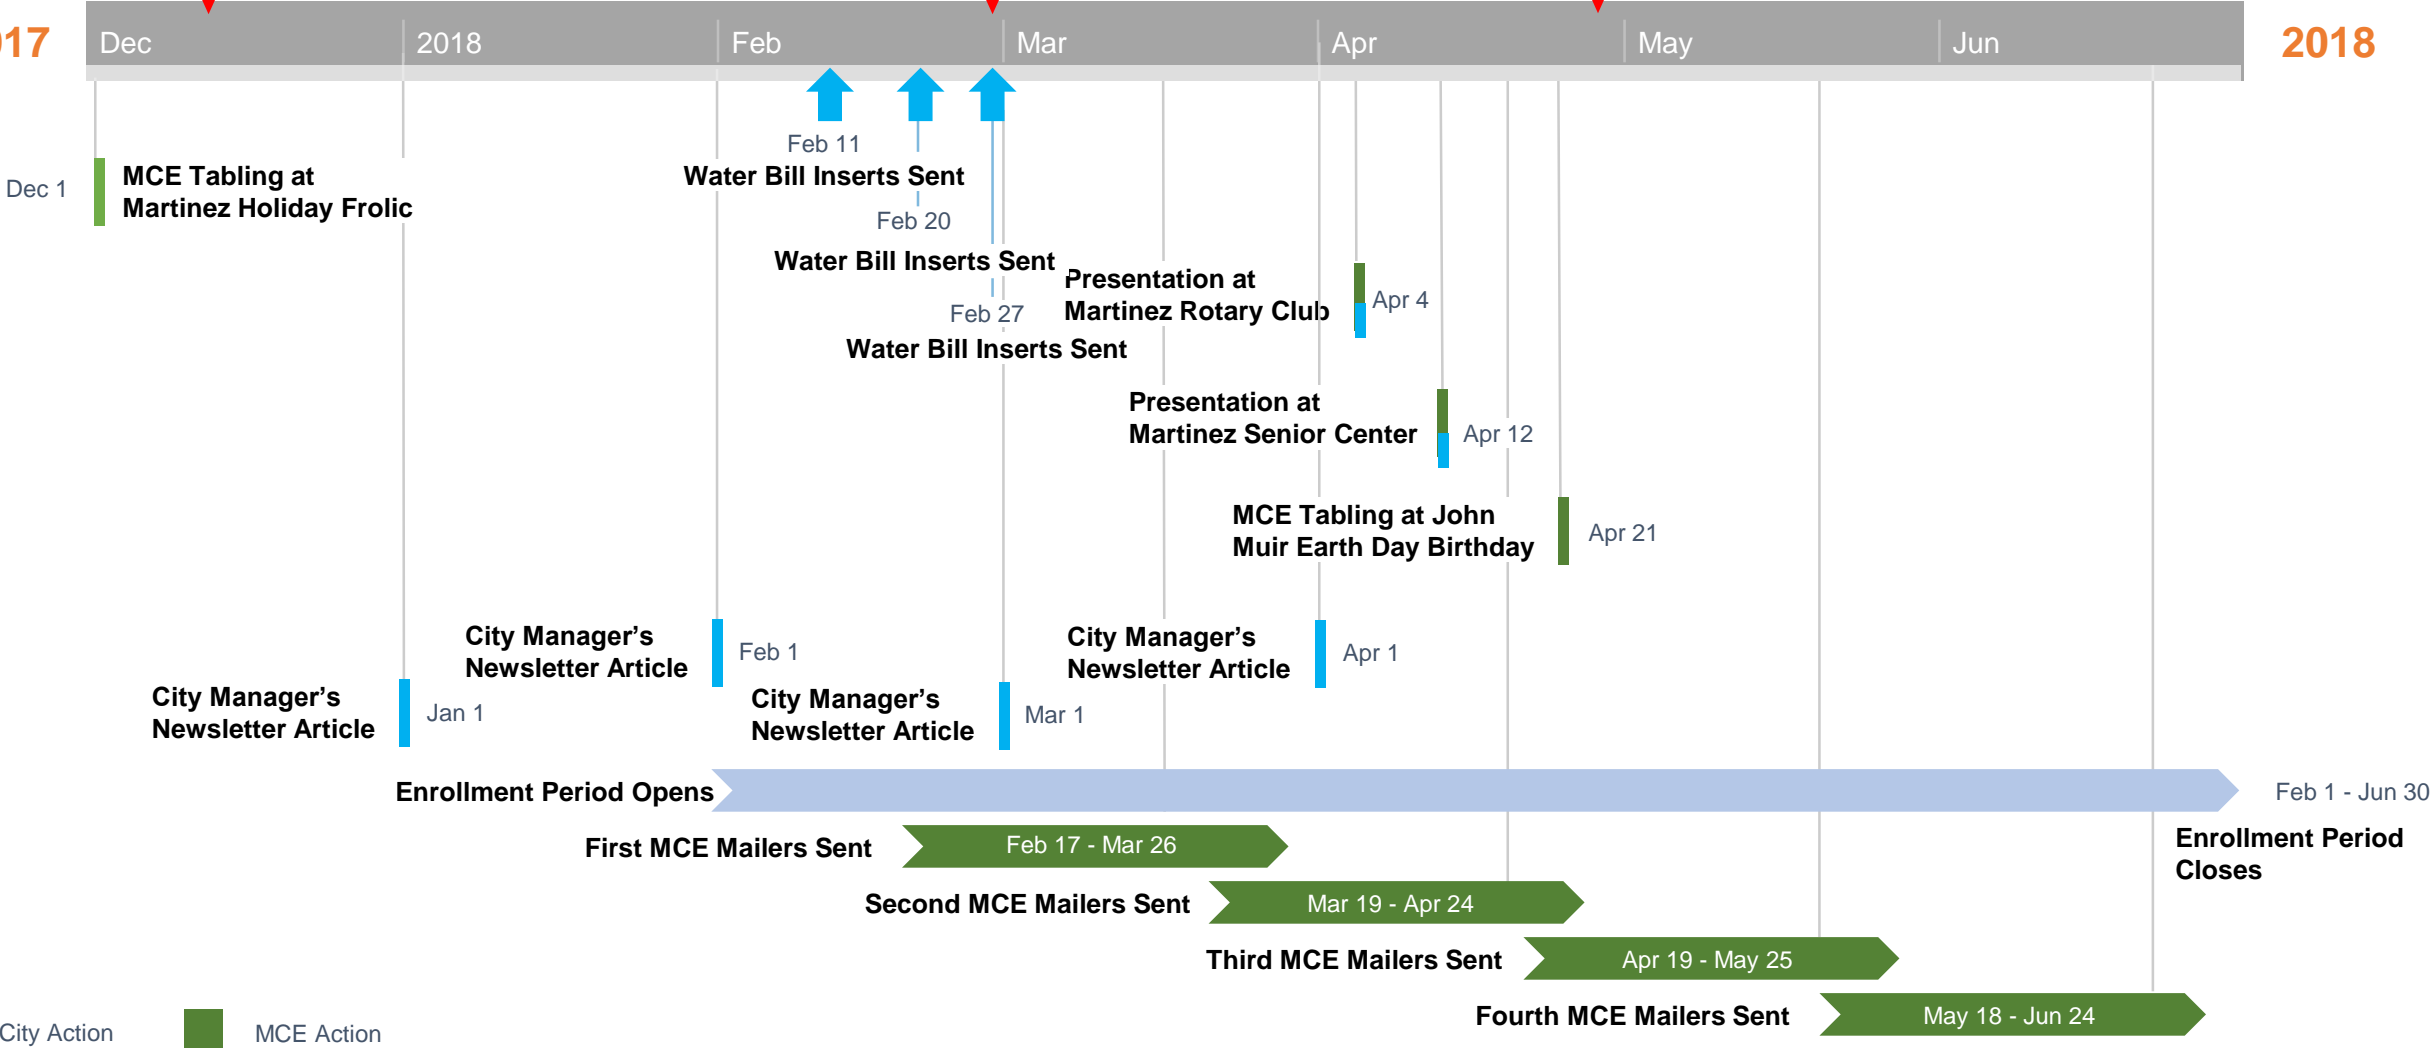 17
Dec
2018
Feb
Mar
Apr
May
Jun
2018
Dec 1
MCE Tabling at
Martinez Holiday Frolic
Feb 11
Water Bill Inserts Sent
Feb 20
Water Bill Inserts Sent
Feb 27
Water Bill Inserts Sent
Presentation at
Martinez Rotary Club
Apr 4
Presentation at
Martinez Senior Center
Apr 12
MCE Tabling at John
Muir Earth Day Birthday
Apr 21
City Manager’s
Newsletter Article
Jan 1
City Manager’s
Newsletter Article
Feb 1
City Manager’s
Newsletter Article
Mar 1
City Manager’s
Newsletter Article
Apr 1
Enrollment Period Opens
Feb 1 - Jun 30
Enrollment Period
Closes
First MCE Mailers Sent
Feb 17 - Mar 26
Second MCE Mailers Sent
Mar 19 - Apr 24
Third MCE Mailers Sent
Apr 19 - May 25
Fourth MCE Mailers Sent
May 18 - Jun 24
City Action
MCE Action